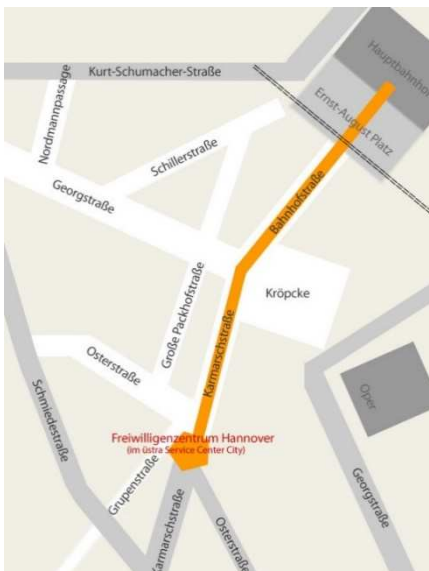 Hauptbahnhof
Kurt-Schumacher-Straße
Ernst-August Platz
Nordmannpassage
Schillerstraße
Bahnhofstraße
Georgstraße
Große Packhofstraße
Kröpcke
Osterstraße
Karmarschstraße
Schmiedestraße
Oper
Freiwilligenzentrum Hannover
(im üstra Service Center City)
Grupenstraße
Georgstraße
Karmarschstraße
Osterstraße